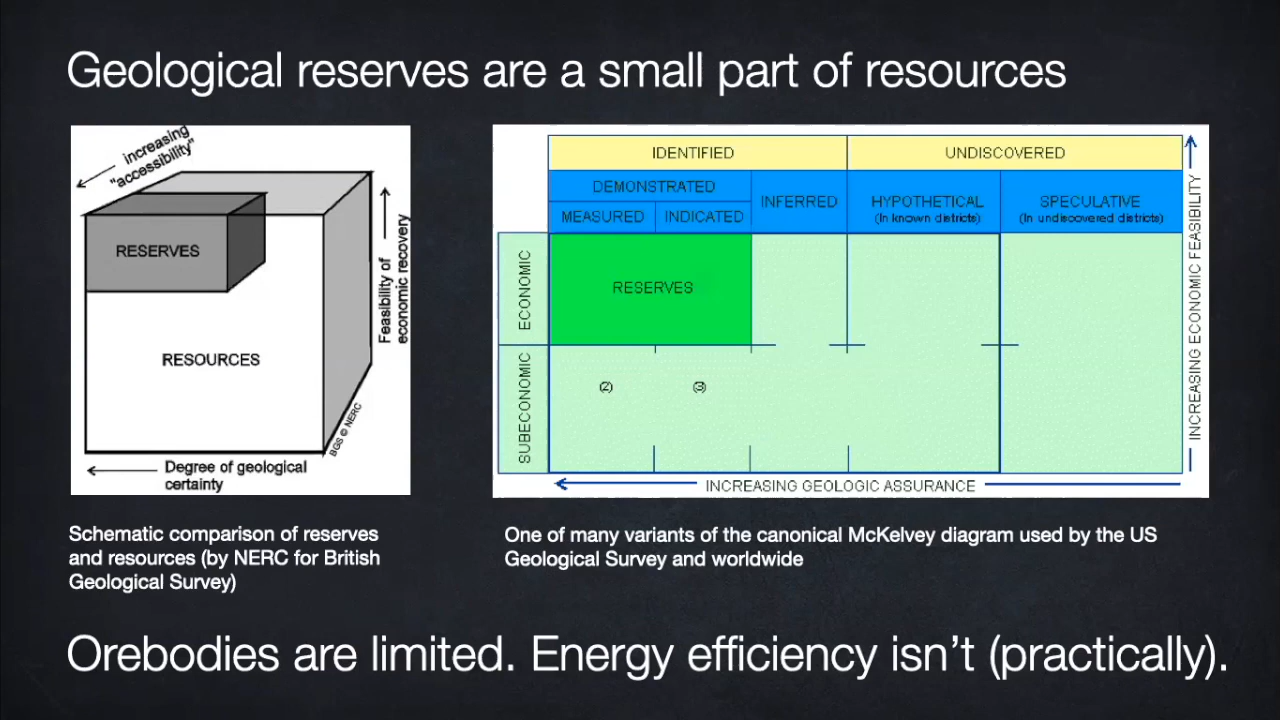 Geological reserves are a small part of resources
increasing
"accessibility"
RESERVES
RESOURCES
Feasibility of
economic recovery
BGS © NERC
Degree of geological
certainty
IDENTIFIED
UNDISCOVERED
DEMONSTRATED
MEASURED
INDICATED
INFERRED
HYPOTHETICAL
(In known districts)
SPECULATIVE
(In undiscovered districts)
ECONOMIC
RESERVES
SUBECONOMIC
②
③
INCREASING ECONOMIC FEASIBILITY
INCREASING GEOLOGIC ASSURANCE
Schematic comparison of reserves
and resources (by NERC for British
Geological Survey)
One of many variants of the canonical McKelvey diagram used by the US
Geological Survey and worldwide
Orebodies are limited. Energy efficiency isn’t (practically).